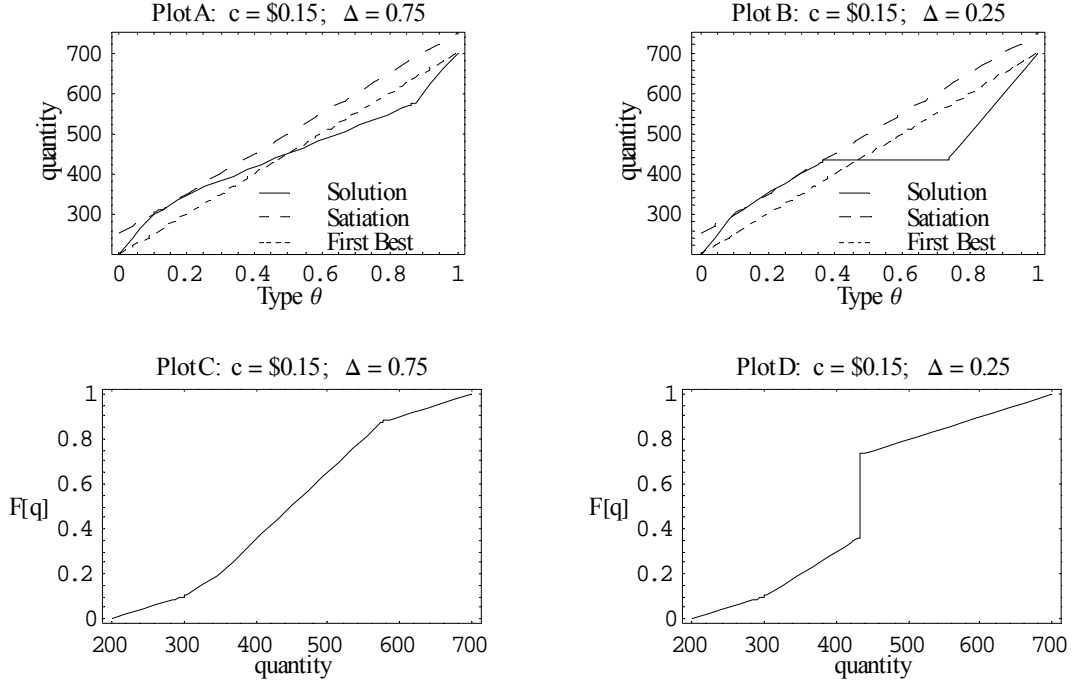 Plot A: c = $0.15; Δ = 0.75
700
600
500
400
300
quantity
Solution
Satiation
First Best
0 0.2 0.4 0.6 0.8 1
Type θ
Plot B: c = $0.15; Δ = 0.25
700
600
500
400
300
quantity
Solution
Satiation
First Best
0 0.2 0.4 0.6 0.8 1
Type θ
Plot C: c = $0.15; Δ = 0.75
1
0.8
0.6
0.4
0.2
0
F[q]
200 300 400 500 600 700
quantity
Plot D: c = $0.15; Δ = 0.25
1
0.8
0.6
0.4
0.2
0
F[q]
200 300 400 500 600 700
quantity